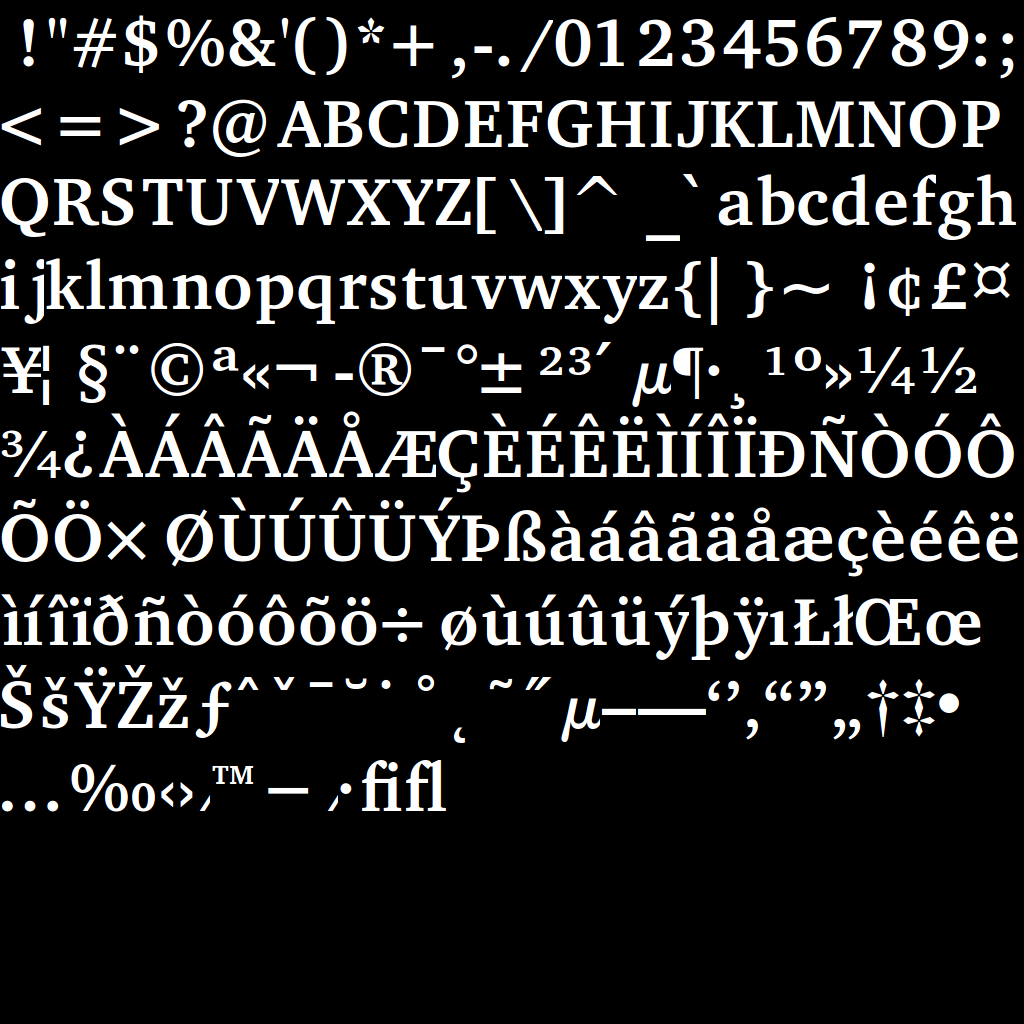 !"#$%&'()*+,-./0123456789:;
<=>?@ABCDEFGHIJKLMNOP
QRSTUVWXYZ[\]^_`abcdefgh
ijklmnopqrstuvwxyz{|}~¡¢£¤
¥¦§¨©ª«¬-®¯°±²³´µ¶·¸¹º»¼½
¾¿ÀÁÂÃÄÅÆÇÈÉÊËÌÍÎÏÐÑÒÓÔ
ÕÖ×ØÙÚÛÜÝÞßàáâãäåæçèéêë
ìíîïðñòóôõö÷øùúûüýþÿıŁłŒœ
ŠšŸŽžƒˆˇˉ˘˙˚˛˜˝μ–—‘’‚“”„†‡•
…‰‹›⁄™−∕∙ﬁﬂ